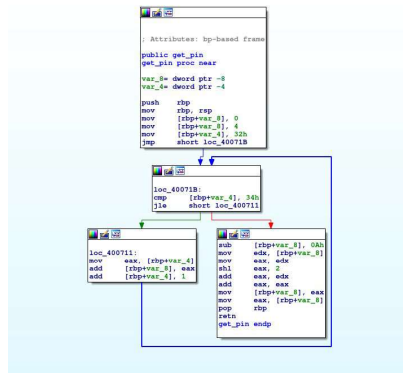 ; Attributes: bp-based frame
public get_pin
get_pin proc near
var_8= dword ptr -8
var_4= dword ptr -4
push rbp
mov rbp, rsp
mov [rbp+var_8], 0
mov [rbp+var_8], 4
mov [rbp+var_4], 32h
jmp short loc_40071B
loc_40071B:
cmp [rbp+var_4], 34h
jle short loc_400711
loc_400711:
mov eax, [rbp+var_4]
add [rbp+var_8], eax
add [rbp+var_4], 1
sub [rbp+var_8], 0Ah
mov edx, [rbp+var_8]
mov eax, edx
shl eax, 2
add eax, edx
add eax, eax
mov [rbp+var_8], eax
mov eax, [rbp+var_8]
pop rbp
retn
get_pin endp